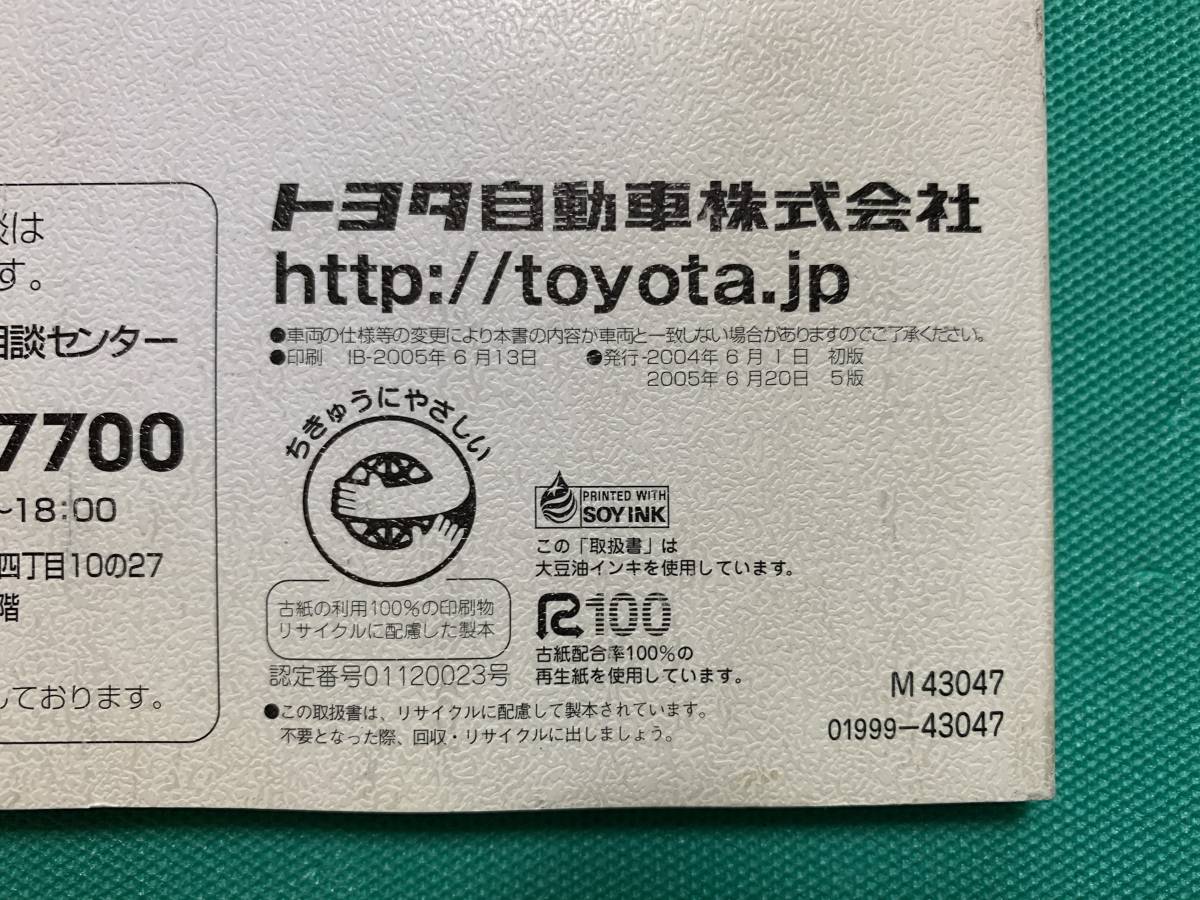 談は
す。
相談センター
7700
~18:00
四丁目10の27
階
しております。
トヨタ自動車株式会社
http://toyota.jp
●車両の仕様等の変更により本書の内容が車両と一致しない場合がありますのでご了承ください。
●印刷 IB-2005年6月13日 ●発行-2004年6月1日 初版
2005年6月20日 5版
ちきゅうにやさしい
古紙の利用100%の印刷物
リサイクルに配慮した製本
認定番号01120023号
PRINTED WITH
SOY INK
この「取扱書」は
大豆油インキを使用しています。
R100
古紙配合率100%の
再生紙を使用しています。
●この取扱書は、リサイクルに配慮して製本されています。
不要となった際、回収・リサイクルに出しましょう。
M 43047
01999-43047